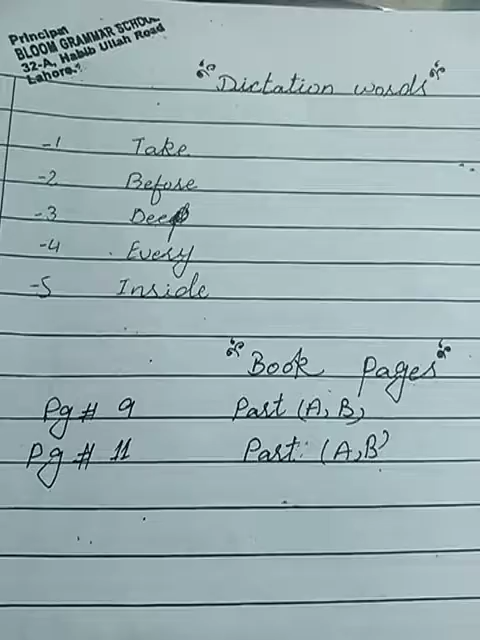 Principal
BLOOM GRAMMAR SCHOOL
32-A, Habib Ullah Road
Lahore.
"Dictation words"
-1 Take
-2 Before
-3 Deep
-4 Every
-5 Inside
"Book Pages"
Pg # 9 Part (A, B)
Pg # 11 Part: (A, B)